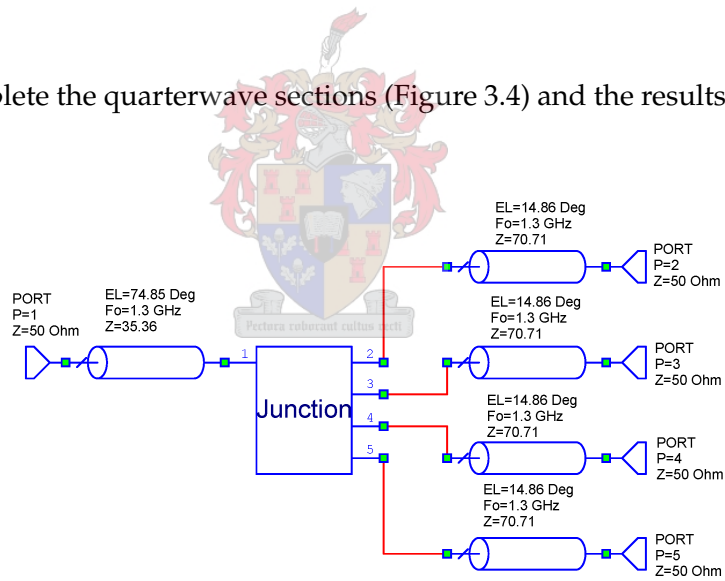 plete the quarterwave sections (Figure 3.4) and the results
EL=14.86 Deg
Fo=1.3 GHz
Z=70.71
PORT
P=2
Z=50 Ohm
PORT
P=1
Z=50 Ohm
EL=74.85 Deg
Fo=1.3 GHz
Z=35.36
EL=14.86 Deg
Fo=1.3 GHz
Z=70.71
Pectora roborant cultus recti
1
2
3
4
5
Junction
PORT
P=3
Z=50 Ohm
EL=14.86 Deg
Fo=1.3 GHz
Z=70.71
PORT
P=4
Z=50 Ohm
EL=14.86 Deg
Fo=1.3 GHz
Z=70.71
PORT
P=5
Z=50 Ohm